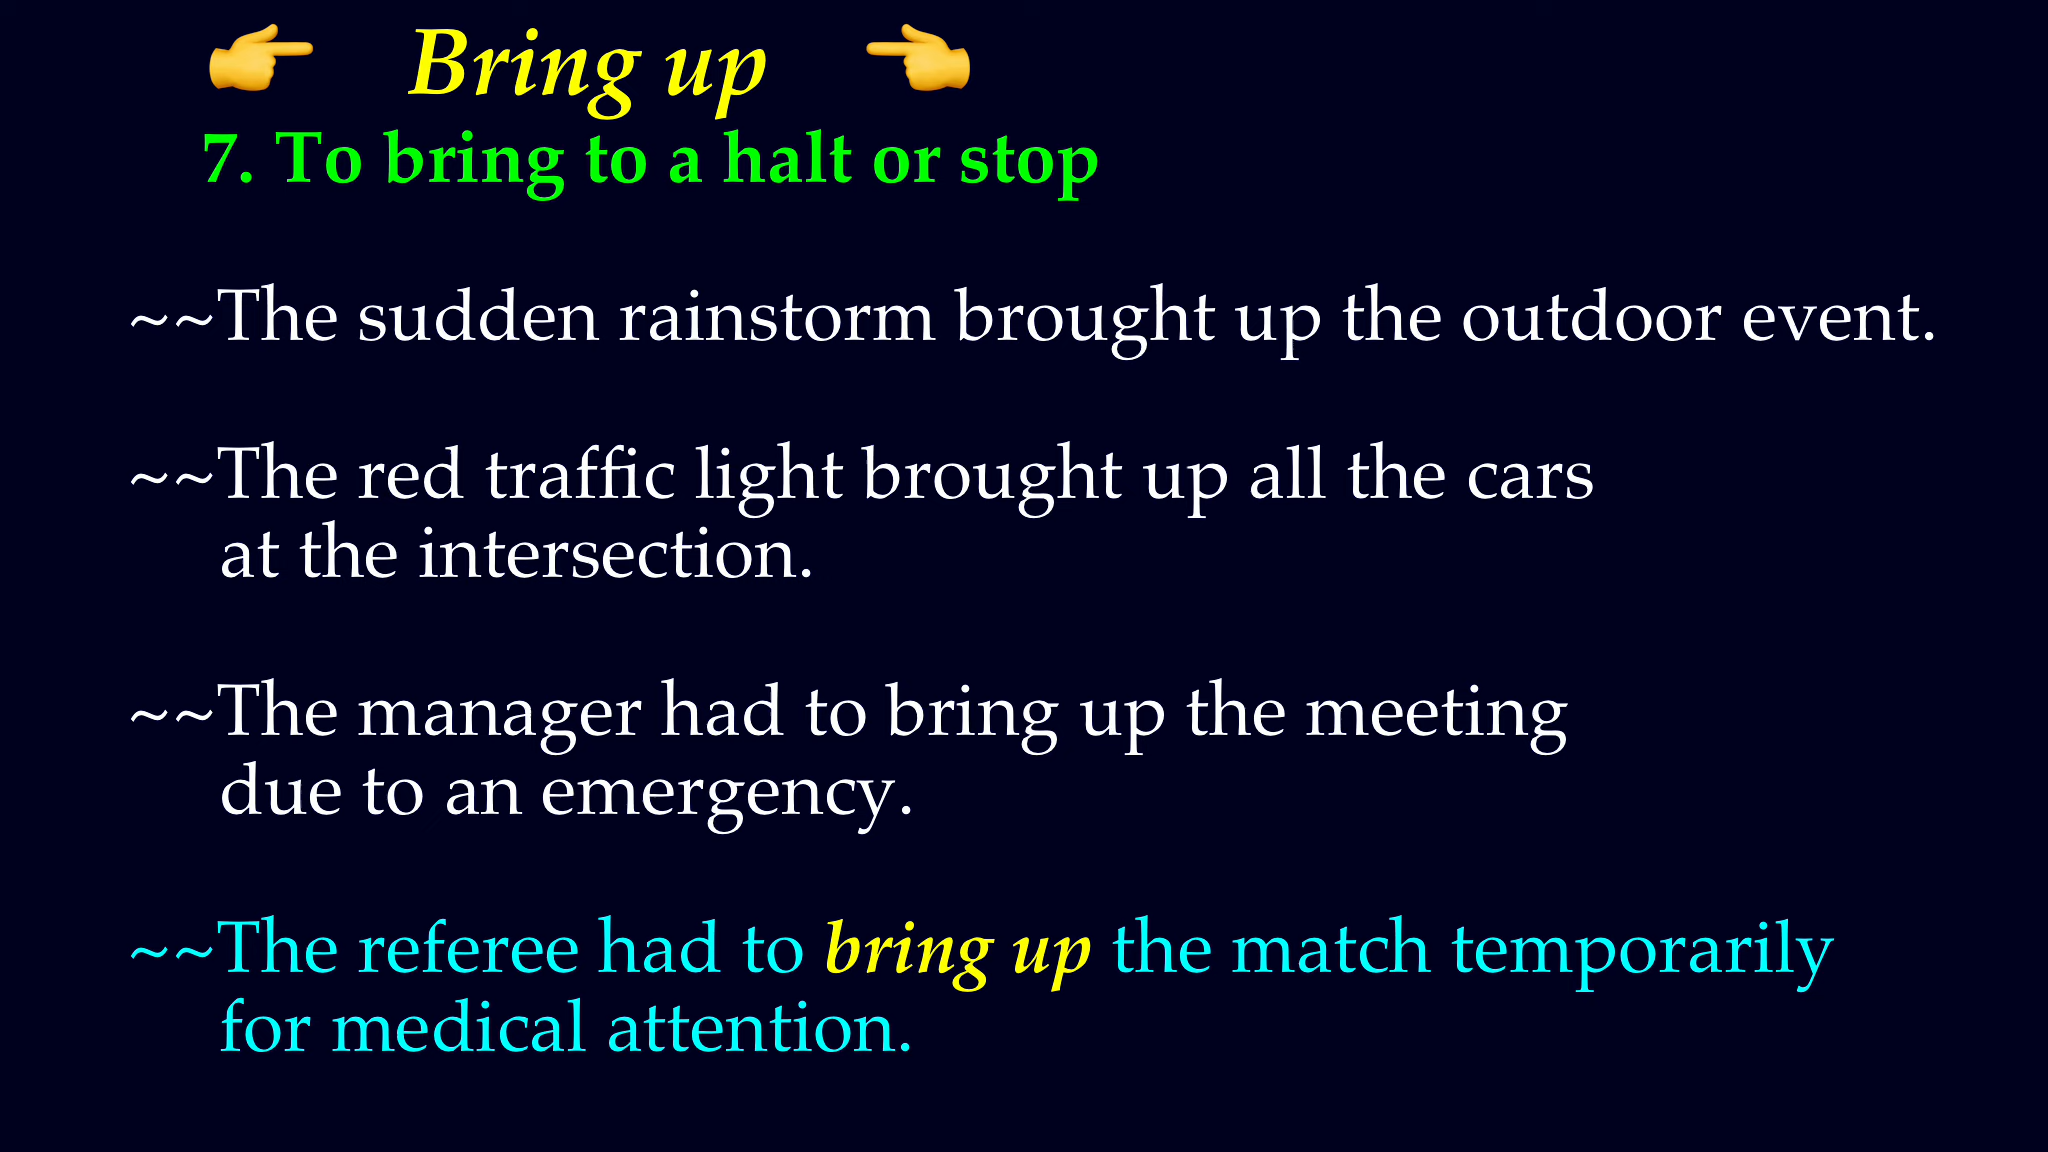 👉 Bring up 👈
7. To bring to a halt or stop
~~The sudden rainstorm brought up the outdoor event.
~~The red traffic light brought up all the cars
at the intersection.
~~The manager had to bring up the meeting
due to an emergency.
~~The referee had to bring up the match temporarily
for medical attention.